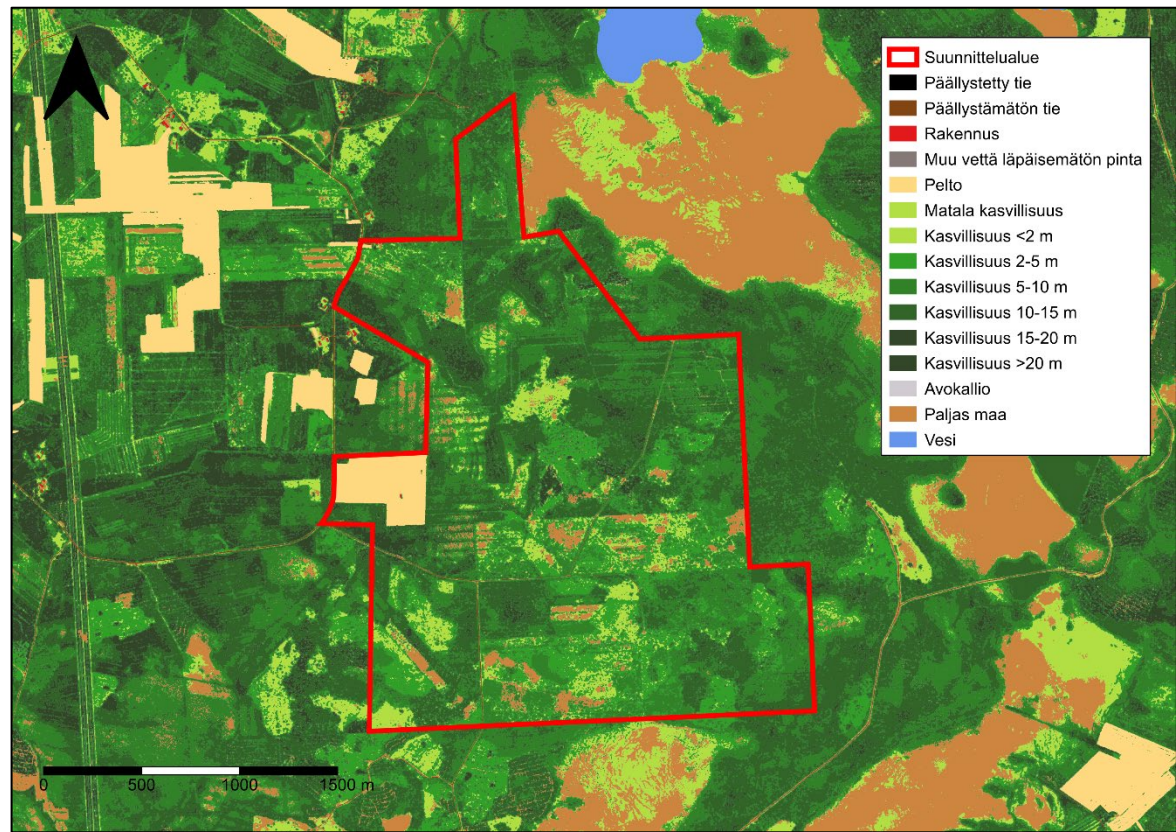 Suunnittelualue
Päällystetty tie
Päällystämätön tie
Rakennus
Muu vettä läpäisemätön pinta
Pelto
Matala kasvillisuus
Kasvillisuus <2 m
Kasvillisuus 2-5 m
Kasvillisuus 5-10 m
Kasvillisuus 10-15 m
Kasvillisuus 15-20 m
Kasvillisuus >20 m
Avokallio
Paljas maa
Vesi
0 500 1000 1500 m